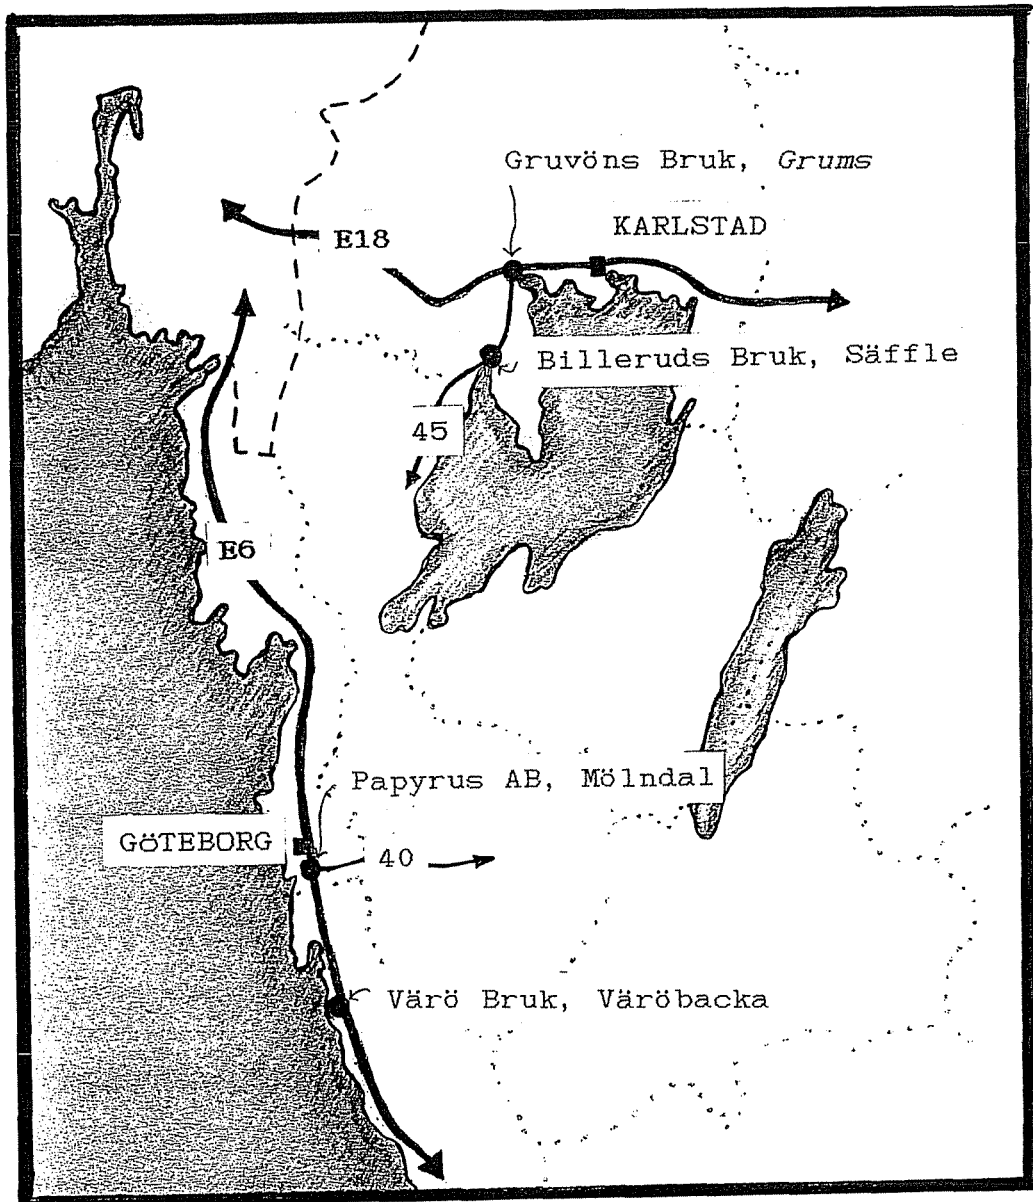 Gruvöns Bruk, Grums
KARLSTAD
E18
Billeruds Bruk, Säffle
45
E6
Papyrus AB, Mölndal
GÖTEBORG
40
Värö Bruk, Väröbacka